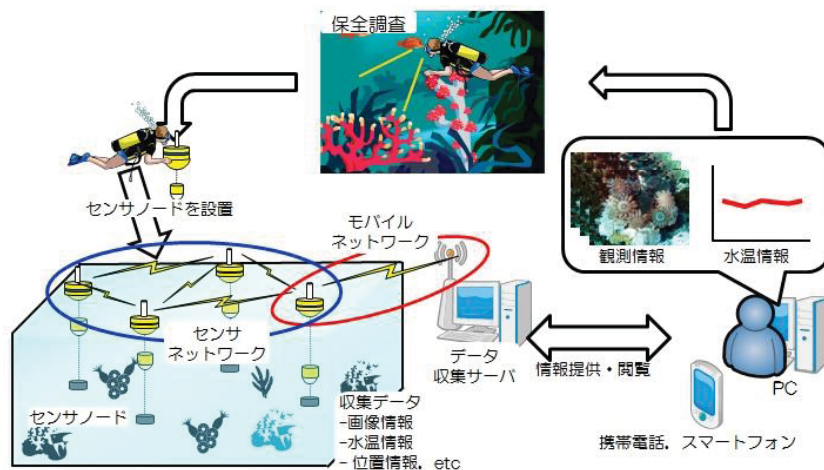 保全調査
センサノードを設置
モバイル
ネットワーク
観測情報
水温情報
センサ
ネットワーク
データ
収集サーバ
情報提供・閲覧
PC
センサノード
収集データ
-画像情報
-水温情報
- 位置情報，etc
携帯電話，スマートフォン